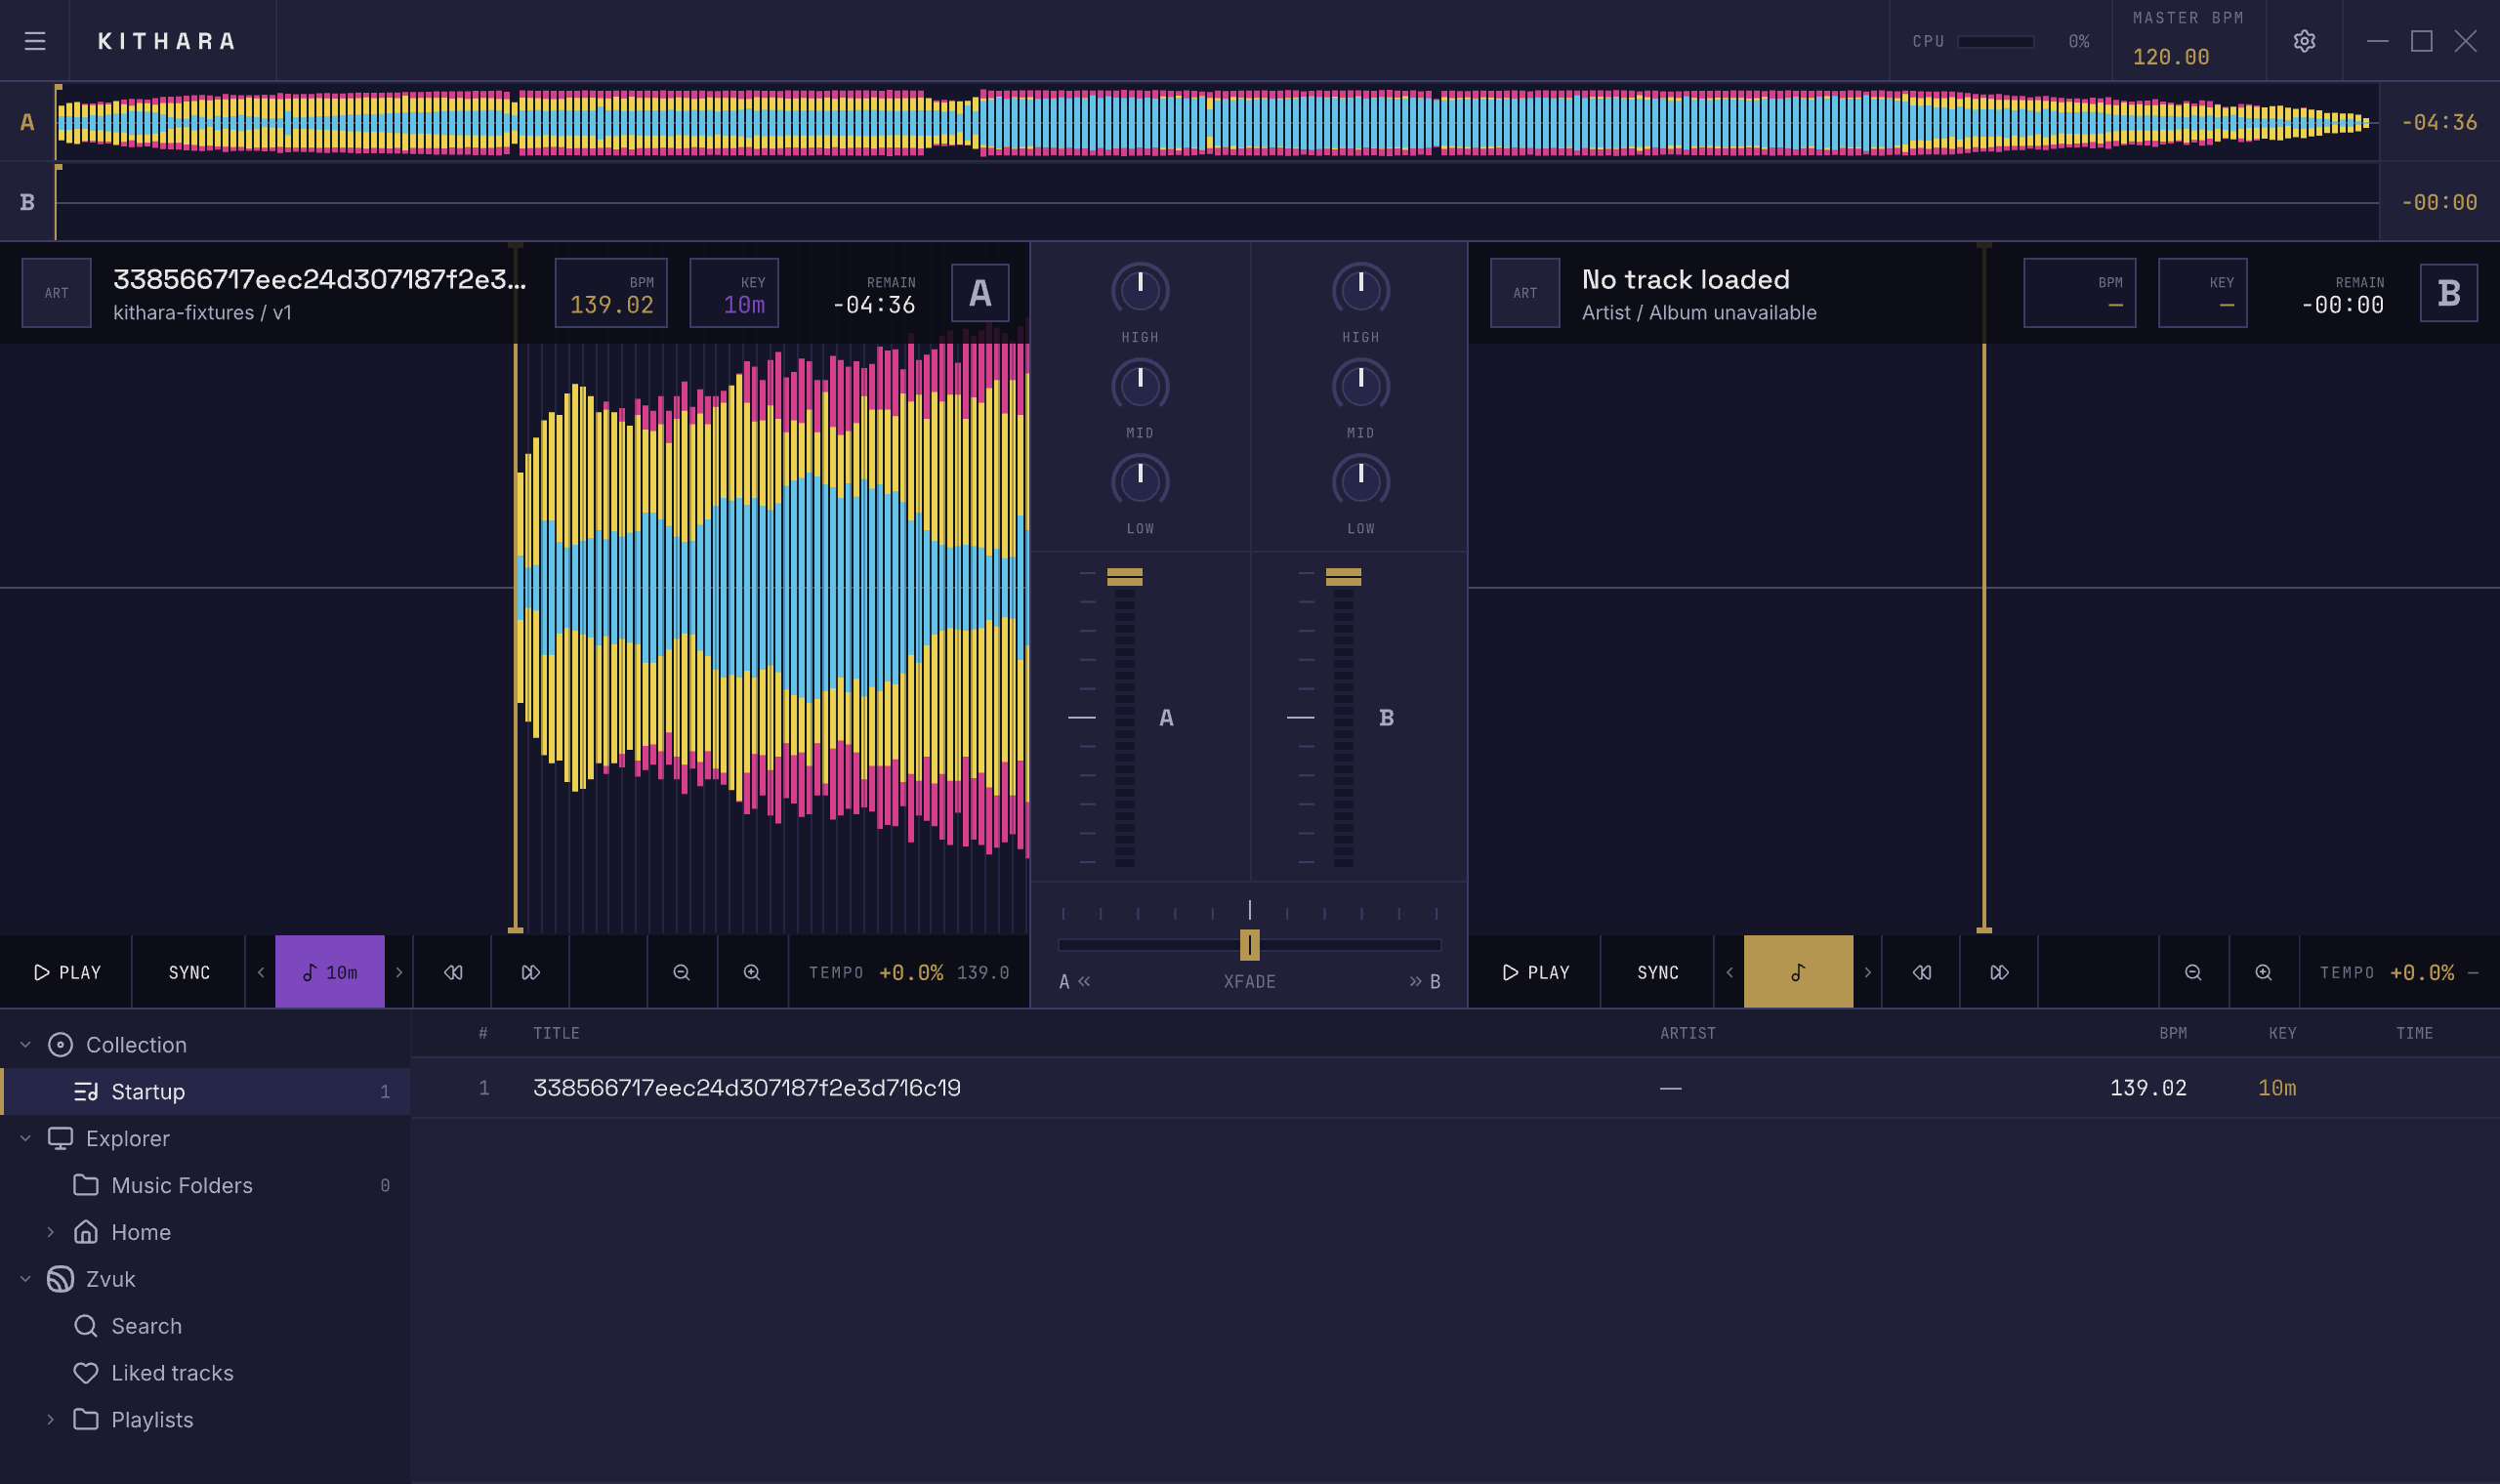 KITHARA
CPU 0%
MASTER BPM
120.00
A -04:36
B -00:00
ART
338566717eec24d307187f2e3...
kithara-fixtures / v1
BPM
139.02
KEY
10m
REMAIN
-04:36
A
HIGH HIGH
MID MID
LOW LOW
A B
A « XFADE » B
ART
No track loaded
Artist / Album unavailable
BPM
—
KEY
—
REMAIN
-00:00
B
PLAY SYNC ‹ 10m › TEMPO +0.0% 139.0
PLAY SYNC ‹ › TEMPO +0.0% —
Collection
Startup 1
Explorer
Music Folders 0
Home
Zvuk
Search
Liked tracks
Playlists
# TITLE ARTIST BPM KEY TIME
1 338566717eec24d307187f2e3d716c19 — 139.02 10m